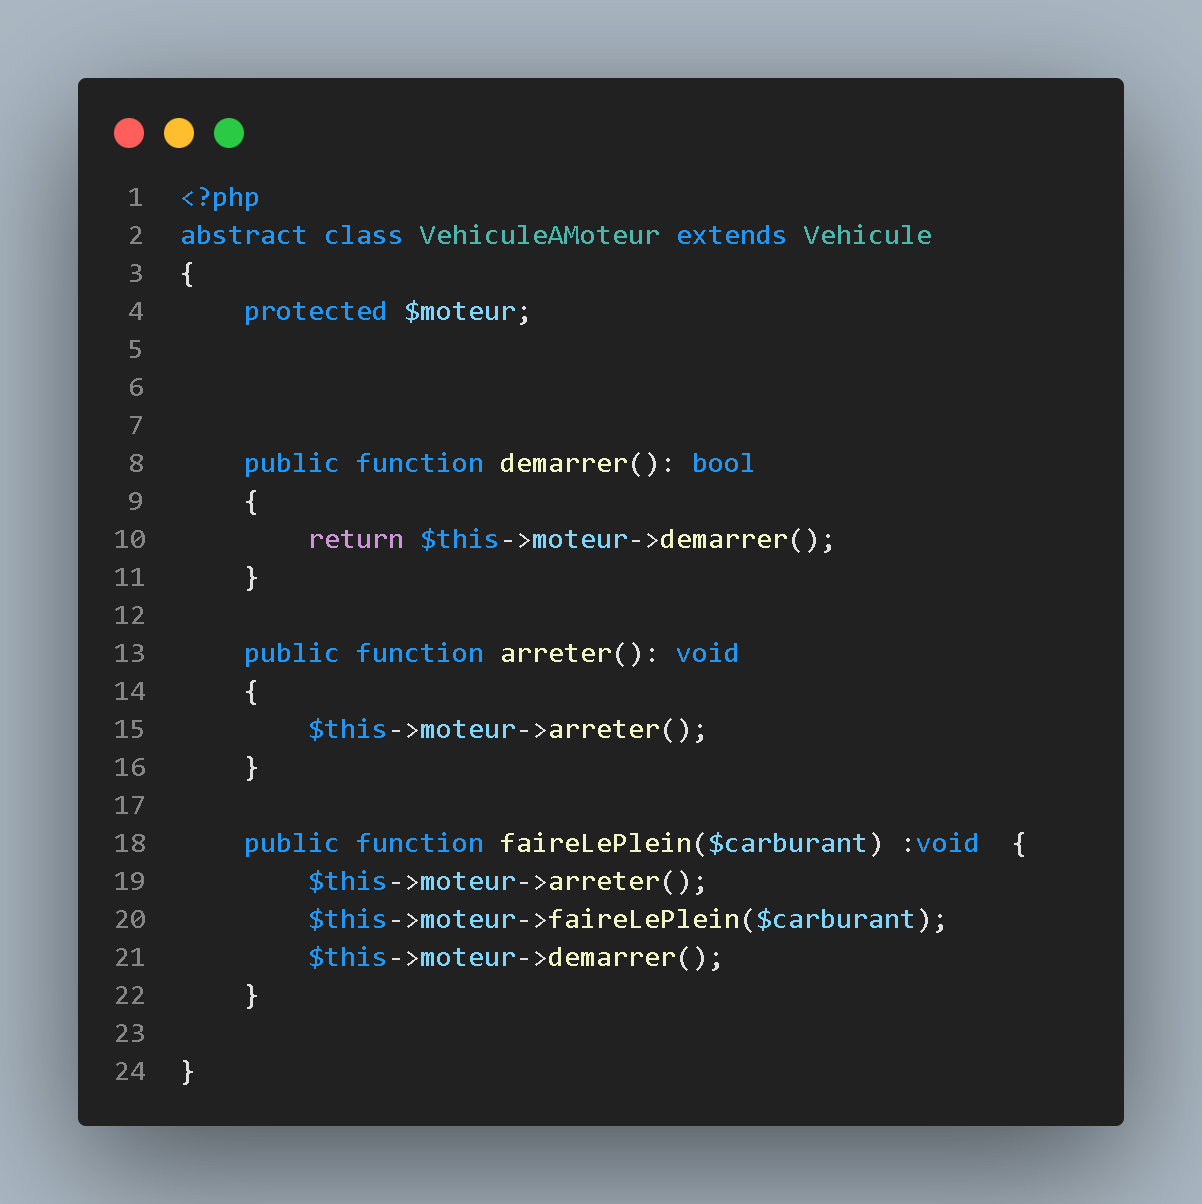 1 <?php
2 abstract class VehiculeAMoteur extends Vehicule
3 {
4     protected $moteur;
5
6
7
8     public function demarrer(): bool
9     {
10         return $this->moteur->demarrer();
11     }
12
13     public function arreter(): void
14     {
15         $this->moteur->arreter();
16     }
17
18     public function faireLePlein($carburant) :void  {
19         $this->moteur->arreter();
20         $this->moteur->faireLePlein($carburant);
21         $this->moteur->demarrer();
22     }
23
24 }